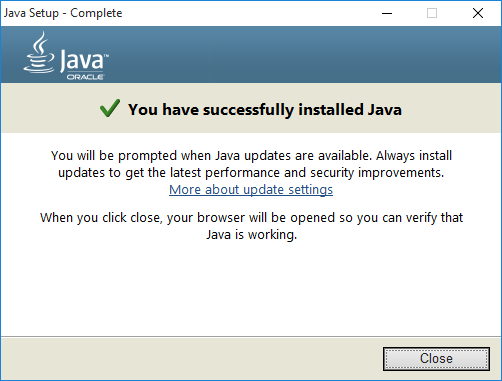 Java Setup - Complete
Java™
ORACLE
You have successfully installed Java
You will be prompted when Java updates are available. Always install
updates to get the latest performance and security improvements.
More about update settings
When you click close, your browser will be opened so you can verify that
Java is working.
Close